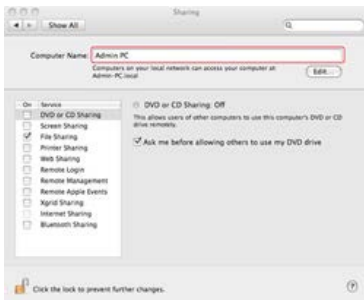 Sharing
Show All
Computer Name: Admin PC
Computers on your local network can access your computer at:
Admin-PC.local
Edit...
On Service
DVD or CD Sharing
Screen Sharing
File Sharing
Printer Sharing
Web Sharing
Remote Login
Remote Management
Remote Apple Events
Xgrid Sharing
Internet Sharing
Bluetooth Sharing
DVD or CD Sharing: Off
This allows users of other computers to use this computer's DVD or CD
drive remotely.
Ask me before allowing others to use my DVD drive
Click the lock to prevent further changes.
?